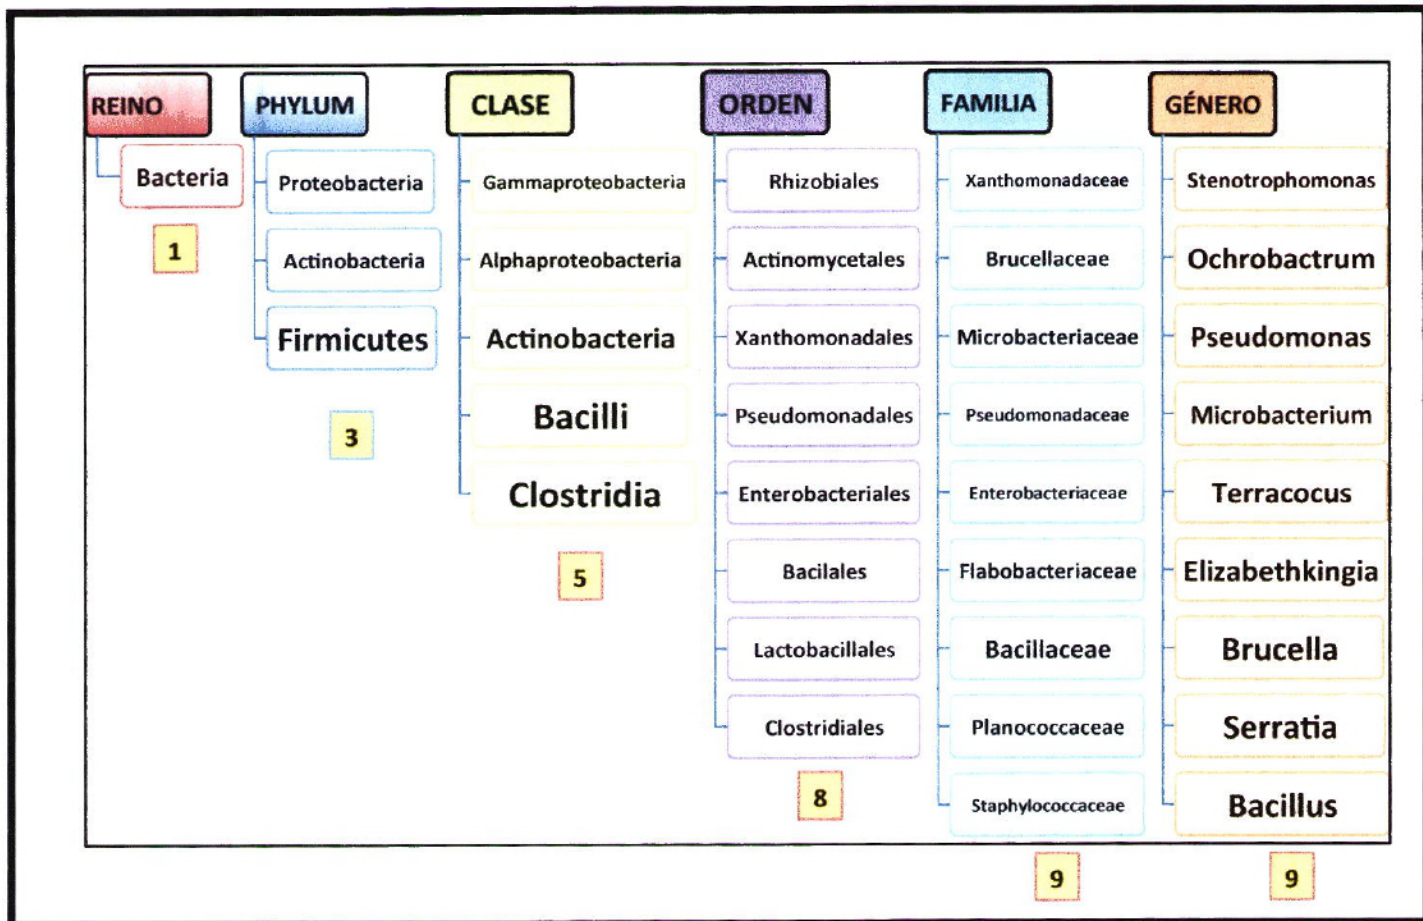 REINO
Bacteria
1
PHYLUM
Proteobacteria
Actinobacteria
Firmicutes
3
CLASE
Gammaproteobacteria
Alphaproteobacteria
Actinobacteria
Bacilli
Clostridia
5
ORDEN
Rhizobiales
Actinomycetales
Xanthomonadales
Pseudomonadales
Enterobacteriales
Bacilales
Lactobacillales
Clostridiales
8
FAMILIA
Xanthomonadaceae
Brucellaceae
Microbacteriaceae
Pseudomonadaceae
Enterobacteriaceae
Flabobacteriaceae
Bacillaceae
Planococcaceae
Staphylococcaceae
9
GÉNERO
Stenotrophomonas
Ochrobactrum
Pseudomonas
Microbacterium
Terracocus
Elizabethkingia
Brucella
Serratia
Bacillus
9